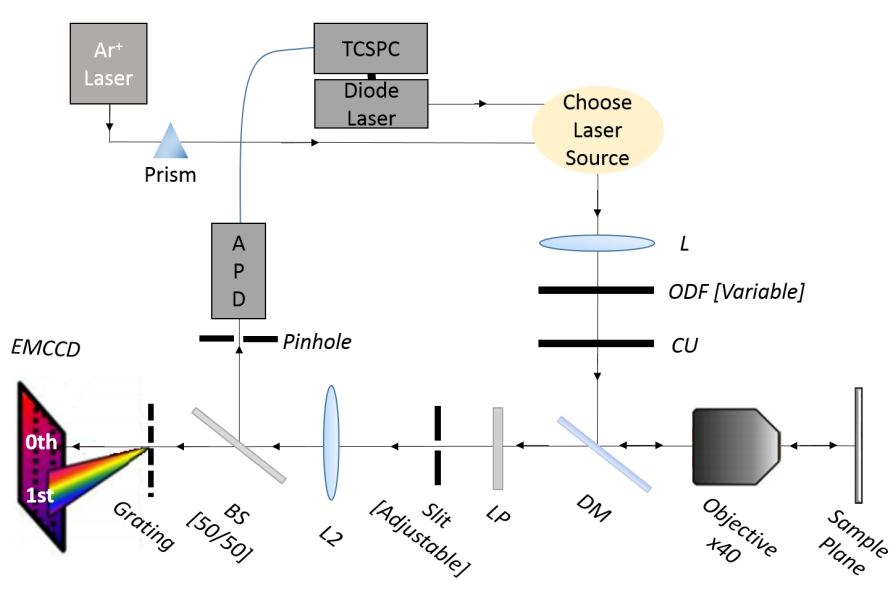 Ar⁺
Laser
TCSPC
Diode
Laser
Choose
Laser
Source
Prism
L
A
P
D
ODF [Variable]
Pinhole
CU
EMCCD
0th
1st
Grating
BS
[50/50]
L2
Slit
[Adjustable]
LP
DM
Objective
x40
Sample
Plane